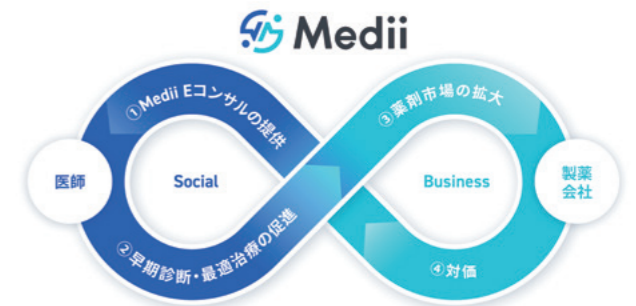 Medii
①Medii Eコンサルの提供
③薬剤市場の拡大
医師
Social
Business
製薬
会社
②早期診断・最適治療の促進
④対価